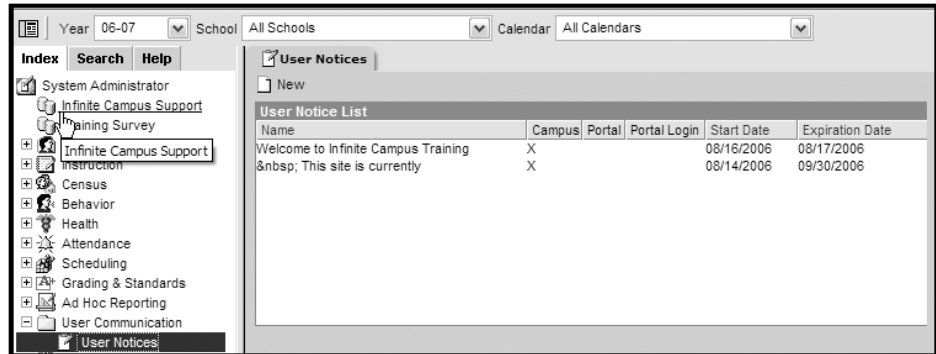 Year 06-07 School All Schools Calendar All Calendars
Index Search Help
System Administrator
Infinite Campus Support
Training Survey
Infinite Campus Support
Instruction
Census
Behavior
Health
Attendance
Scheduling
Grading & Standards
Ad Hoc Reporting
User Communication
User Notices
User Notices
New
User Notice List
Name Campus Portal Portal Login Start Date Expiration Date
Welcome to Infinite Campus Training X 08/16/2006 08/17/2006
&nbsp; This site is currently X 08/14/2006 09/30/2006